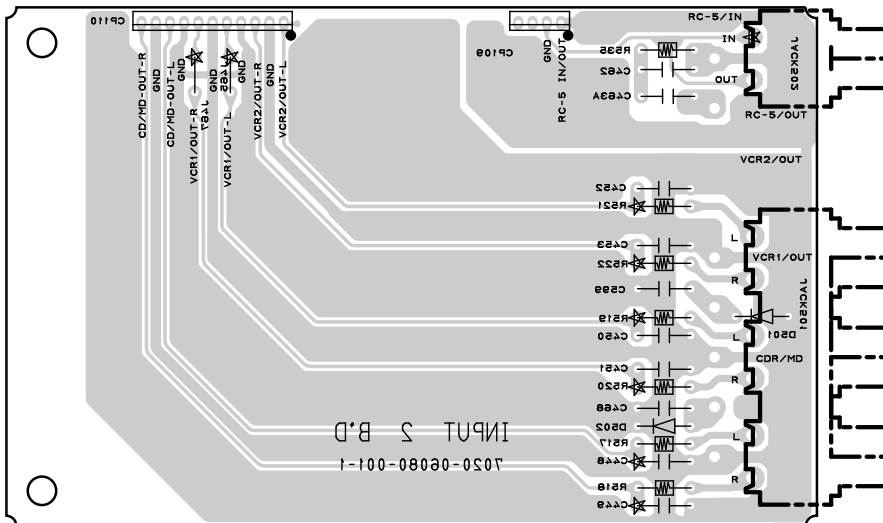 CP110
CD/MD-OUT-R
GND
CD/MD-OUT-L
GND
VCR1/OUT-R
J467
GND
J465
VCR1/OUT-L
GND
VCR2/OUT-R
GND
VCR2/OUT-L
CP109
GND
RC-5 IN/OUT
RC-5/IN
IN
R535
C462
OUT
C463A
JACK502
RC-5/OUT
VCR2/OUT
C452
R521
L
C453
VCR1/OUT
R522
R
C599
JACK501
R519
D501
C450
L
CDR/MD
C451
R520
R
C468
D502
INPUT 2 B'D
R517
L
7020-06080-001-1
C448
R518
R
C449